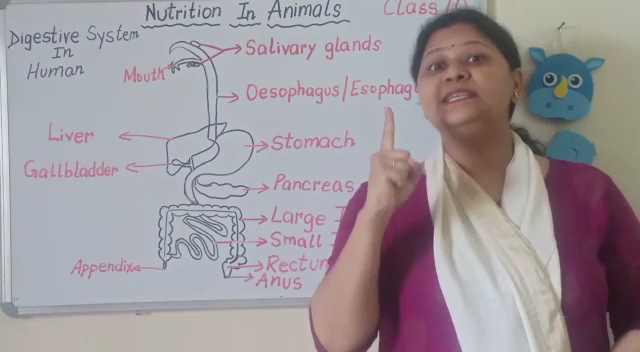 Nutrition In Animals
Class
Digestive System
In
Human
Salivary glands
Mouth
Oesophagus/Esophag
Liver
Stomach
Gallbladder
Pancreas
Large
Small
Appendix
Rectum
Anus